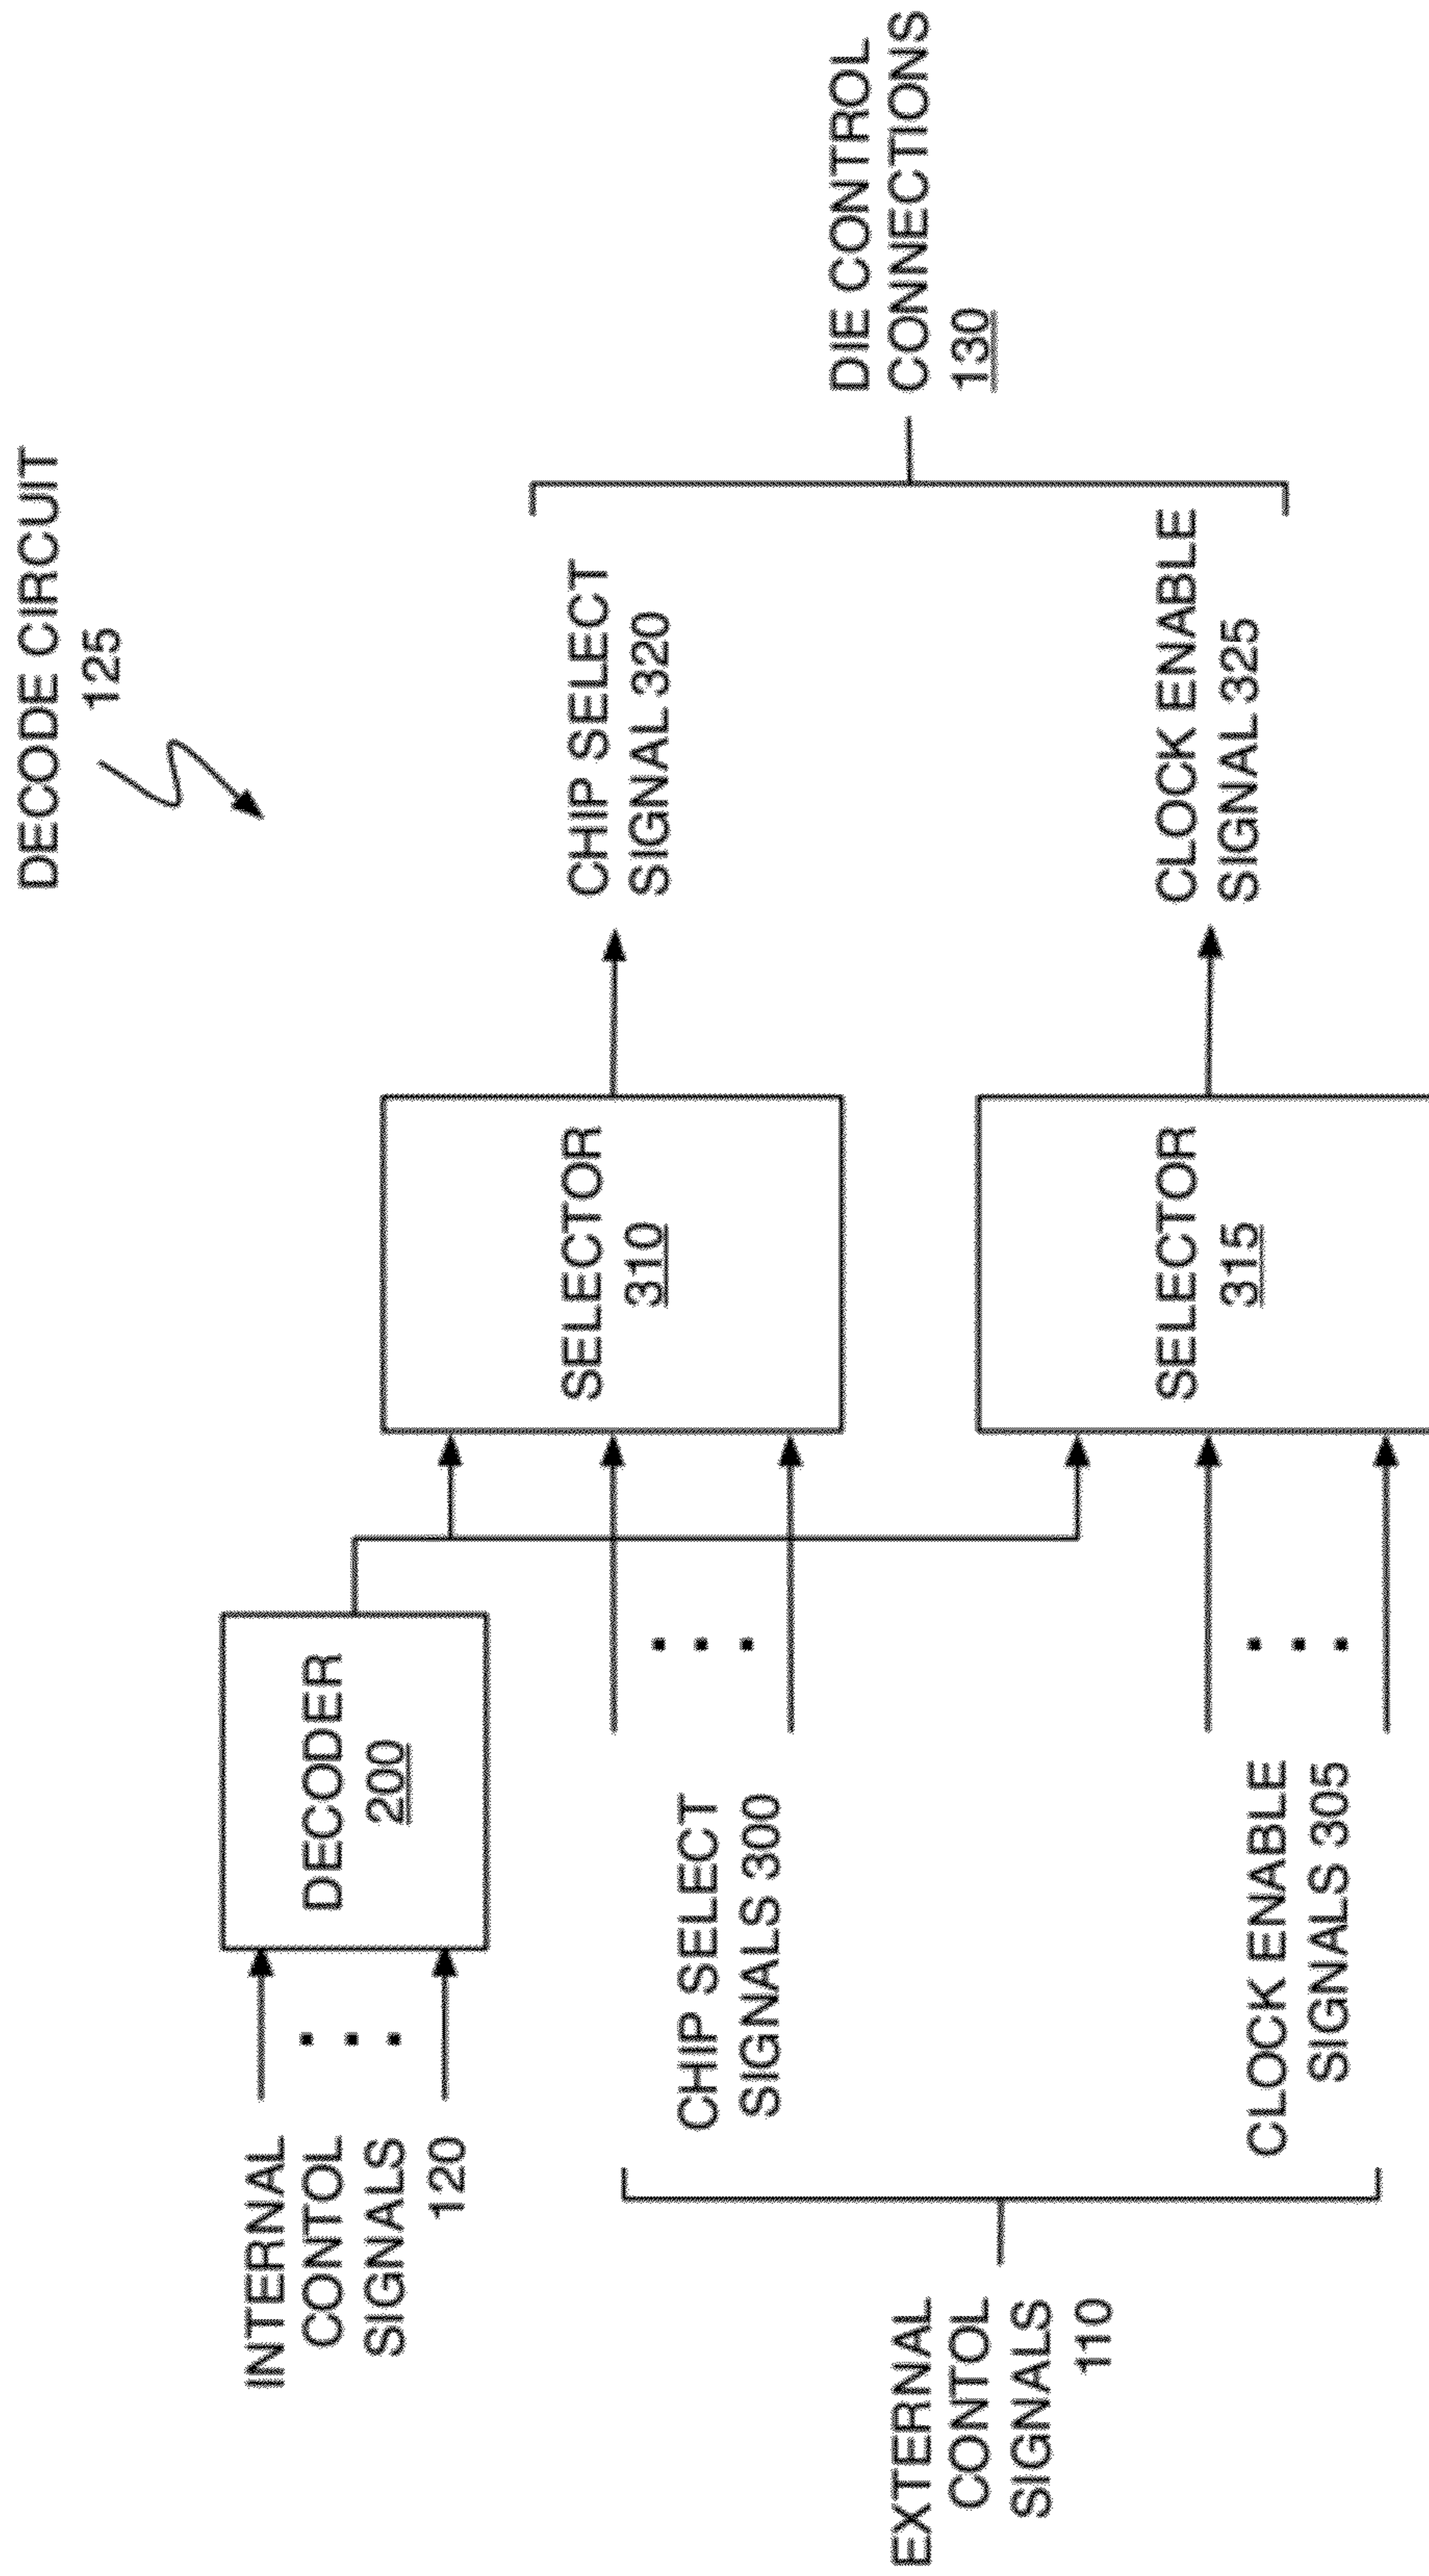 DECODE CIRCUIT
125
INTERNAL
CONTOL
SIGNALS
120
DECODER
200
EXTERNAL
CONTOL
SIGNALS
110
CHIP SELECT
SIGNALS 300
CLOCK ENABLE
SIGNALS 305
SELECTOR
310
SELECTOR
315
CHIP SELECT
SIGNAL 320
CLOCK ENABLE
SIGNAL 325
DIE CONTROL
CONNECTIONS
130